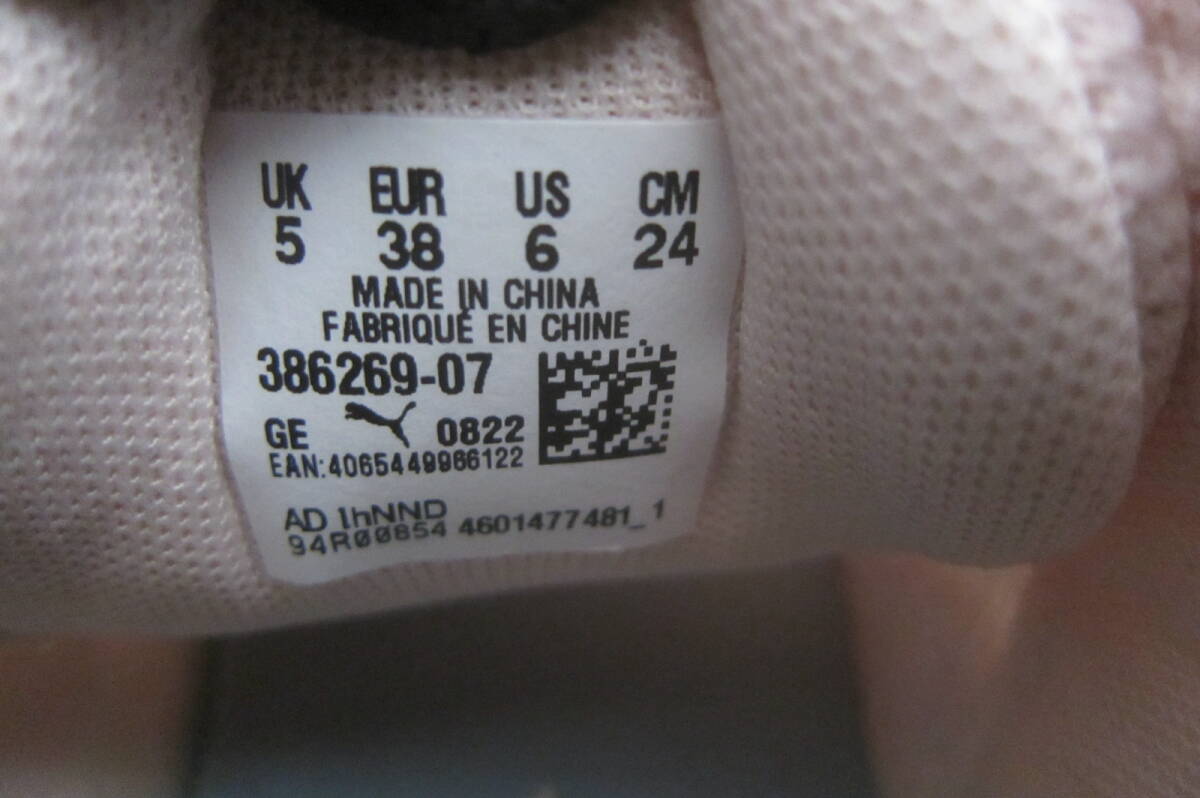 UK EUR US CM
5 38 6 24
MADE IN CHINA
FABRIQUÉ EN CHINE
386269-07
GE 0822
EAN:4065449966122
AD 1hNND
94R00854 4601477481_1